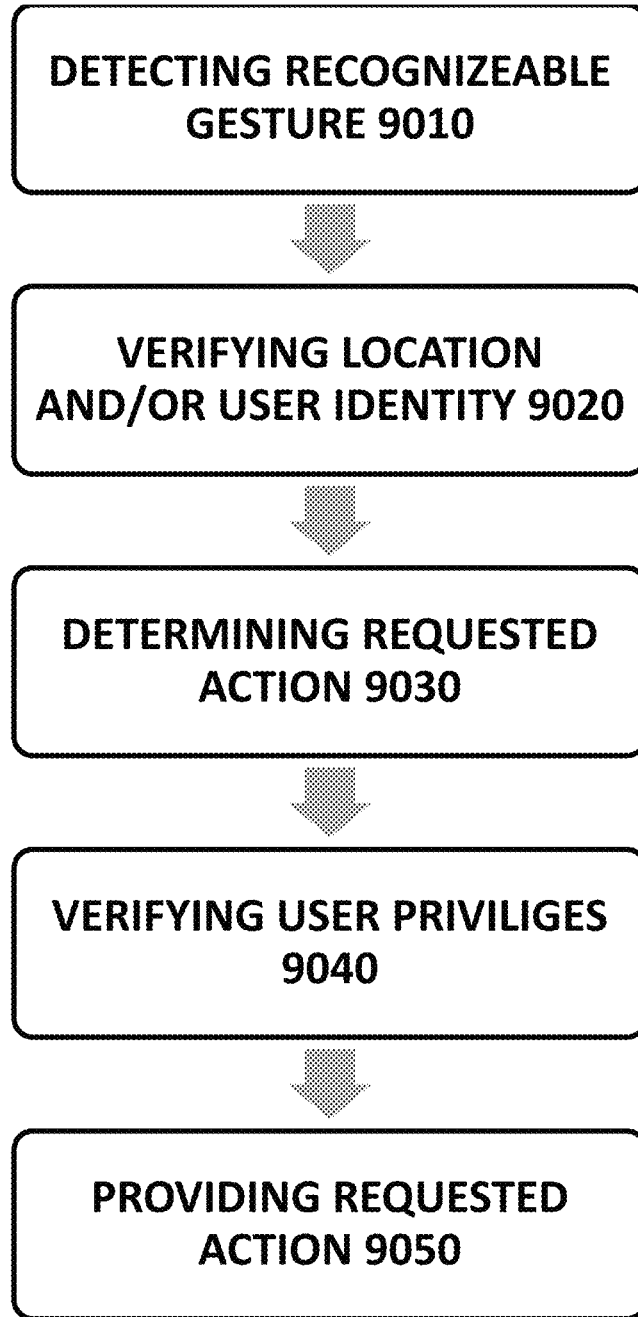 DETECTING RECOGNIZEABLE
GESTURE 9010
VERIFYING LOCATION
AND/OR USER IDENTITY 9020
DETERMINING REQUESTED
ACTION 9030
VERIFYING USER PRIVILIGES
9040
PROVIDING REQUESTED
ACTION 9050